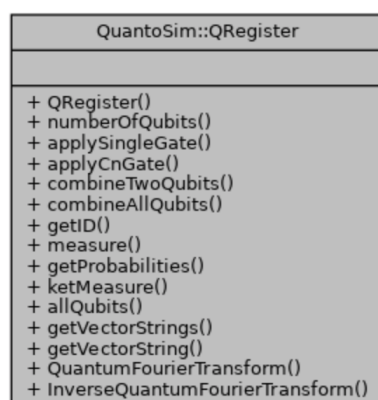 QuantoSim::QRegister
+ QRegister()
+ numberOfQubits()
+ applySingleGate()
+ applyCnGate()
+ combineTwoQubits()
+ combineAllQubits()
+ getID()
+ measure()
+ getProbabilities()
+ ketMeasure()
+ allQubits()
+ getVectorStrings()
+ getVectorString()
+ QuantumFourierTransform()
+ InverseQuantumFourierTransform()